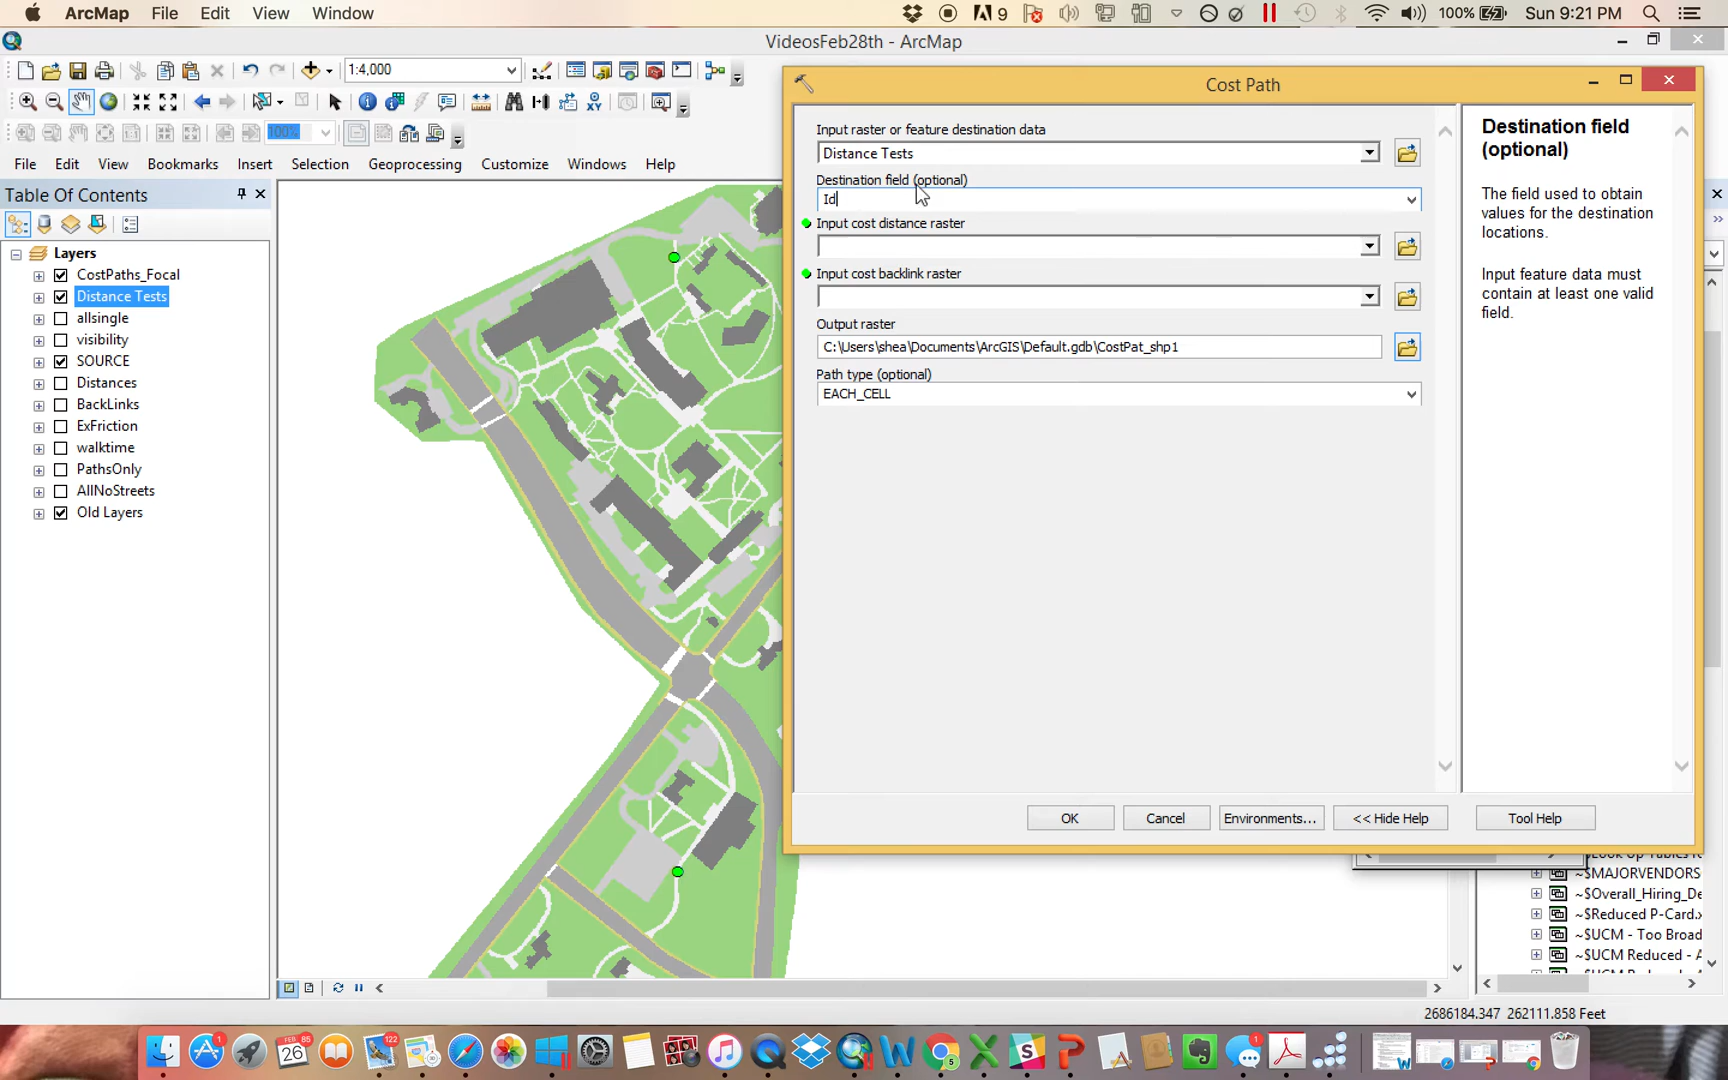 ArcMap File Edit View Window
9 100% Sun 9:21 PM
VideosFeb28th - ArcMap
1:4,000
100%
File Edit View Bookmarks Insert Selection Geoprocessing Customize Windows Help
Table Of Contents
Layers
CostPaths_Focal
Distance Tests
allsingle
visibility
SOURCE
Distances
BackLinks
ExFriction
walktime
PathsOnly
AllNoStreets
Old Layers
Cost Path
Input raster or feature destination data
Distance Tests
Destination field (optional)
Id
Input cost distance raster
Input cost backlink raster
Output raster
C:\Users\shea\Documents\ArcGIS\Default.gdb\CostPat_shp1
Path type (optional)
EACH_CELL
OK Cancel Environments... << Hide Help Tool Help
Destination field
(optional)
The field used to obtain
values for the destination
locations.
Input feature data must
contain at least one valid
field.
~$MAJORVENDORS
~$Overall_Hiring_De
~$Reduced P-Card.x
~$UCM - Too Broad
~$UCM Reduced - A
2686184.347 262111.858 Feet
FEB
26